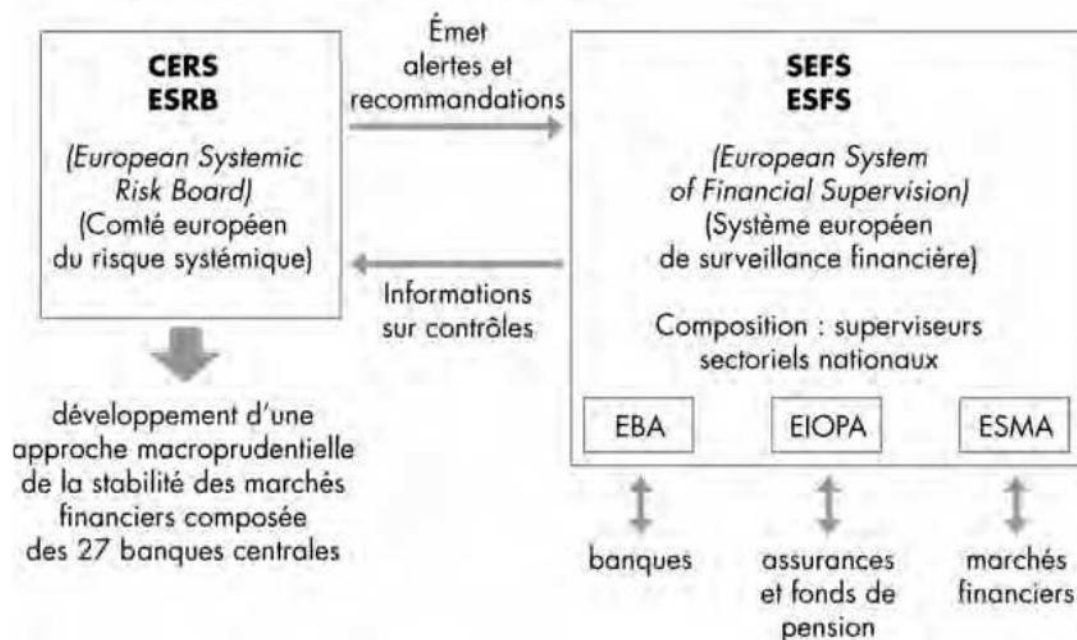 CERS
ESRB
(European Systemic
Risk Board)
(Comté européen
du risque systémique)
Émet
alertes et
recommandations
Informations
sur contrôles
SEFS
ESFS
(European System
of Financial Supervision)
(Système européen
de surveillance financière)
Composition : superviseurs
sectoriels nationaux
EBA
EIOPA
ESMA
banques
assurances
et fonds de
pension
marchés
financiers
développement d'une
approche macroprudentielle
de la stabilité des marchés
financiers composée
des 27 banques centrales